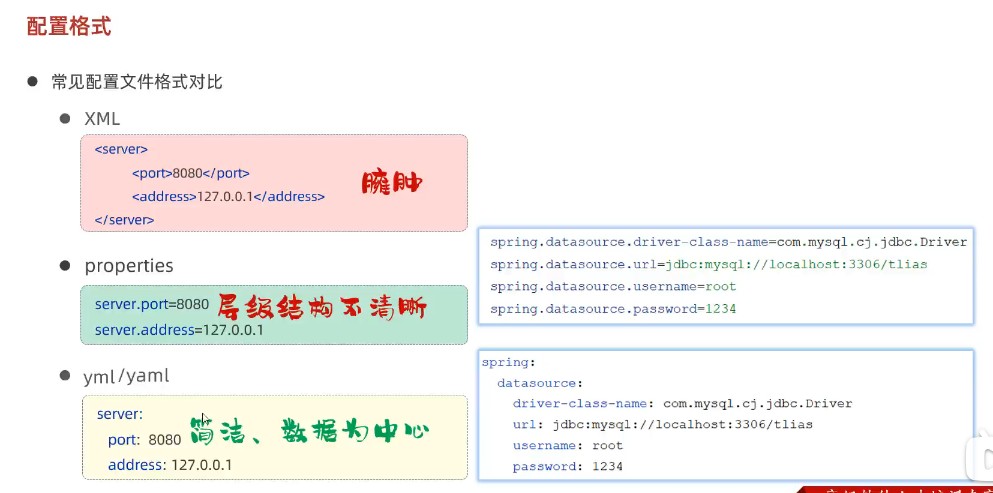 配置格式
常见配置文件格式对比
XML
<server>
<port>8080</port>
<address>127.0.0.1</address>
</server>
臃肿
properties
server.port=8080
server.address=127.0.0.1
层级结构不清晰
spring.datasource.driver-class-name=com.mysql.cj.jdbc.Driver
spring.datasource.url=jdbc:mysql://localhost:3306/tlias
spring.datasource.username=root
spring.datasource.password=1234
yml/yaml
server:
port: 8080
address: 127.0.0.1
简洁、数据为中心
spring:
datasource:
driver-class-name: com.mysql.cj.jdbc.Driver
url: jdbc:mysql://localhost:3306/tlias
username: root
password: 1234